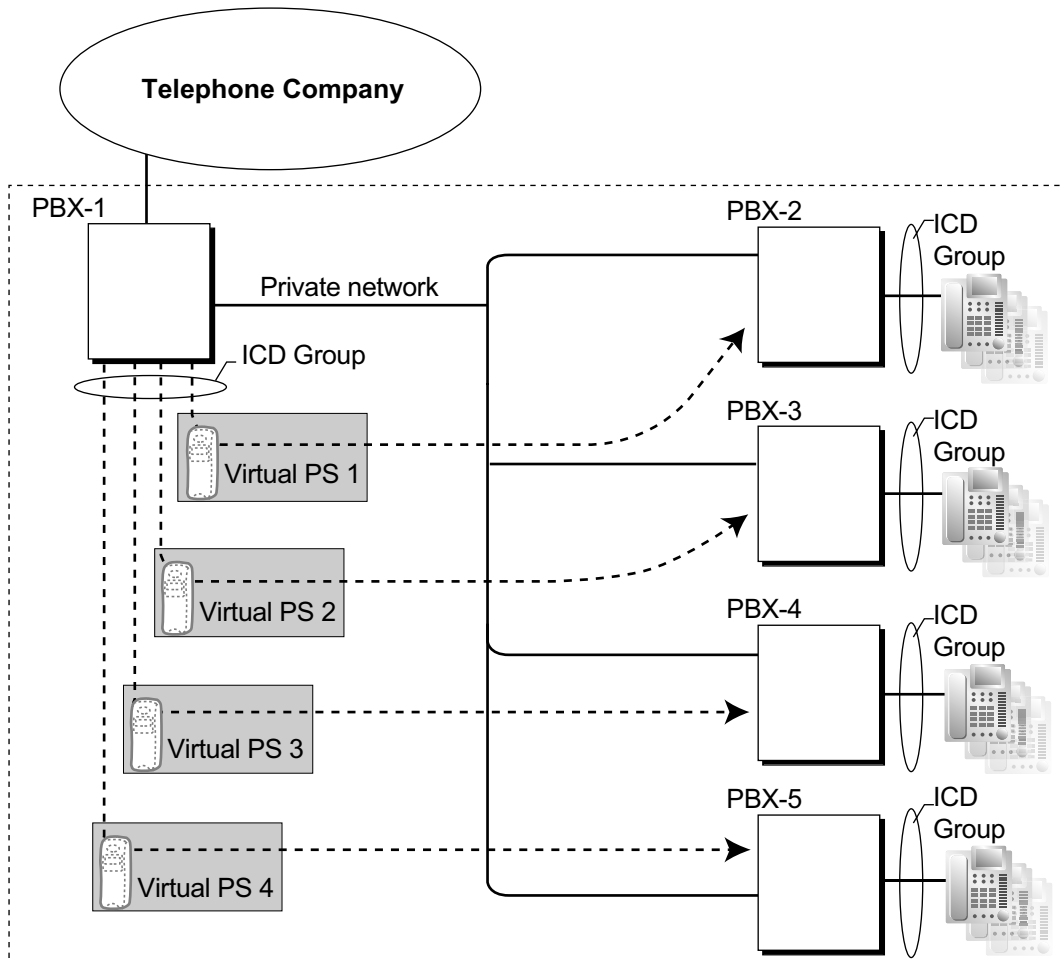 Telephone Company
PBX-1
Private network
ICD Group
Virtual PS 1
Virtual PS 2
Virtual PS 3
Virtual PS 4
PBX-2
ICD
Group
PBX-3
ICD
Group
PBX-4
ICD
Group
PBX-5
ICD
Group